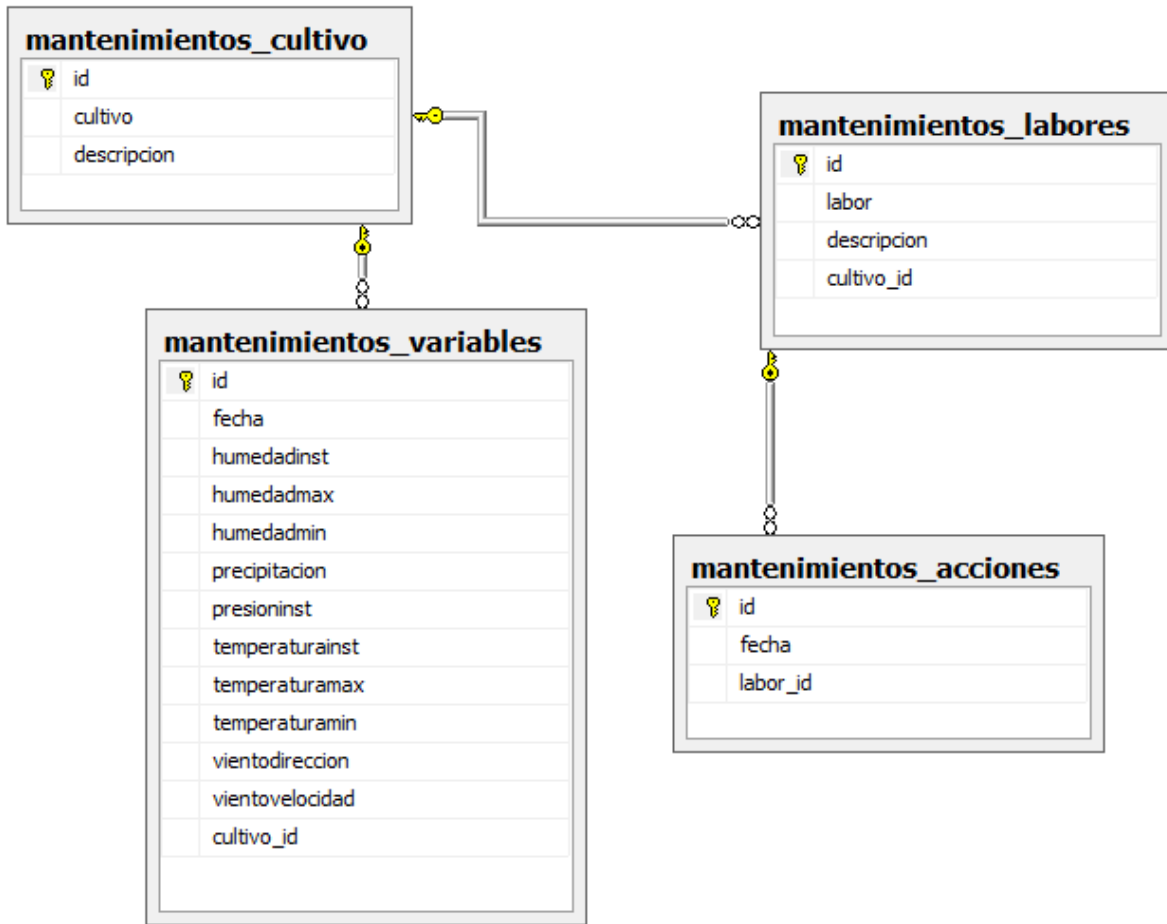 mantenimientos_cultivo
id
cultivo
descripcion
mantenimientos_labores
id
labor
descripcion
cultivo_id
mantenimientos_variables
id
fecha
humedadinst
humedadmax
humedadmin
precipitacion
presioninst
temperaturainst
temperaturamax
temperaturamin
vientodireccion
vientovelocidad
cultivo_id
mantenimientos_acciones
id
fecha
labor_id